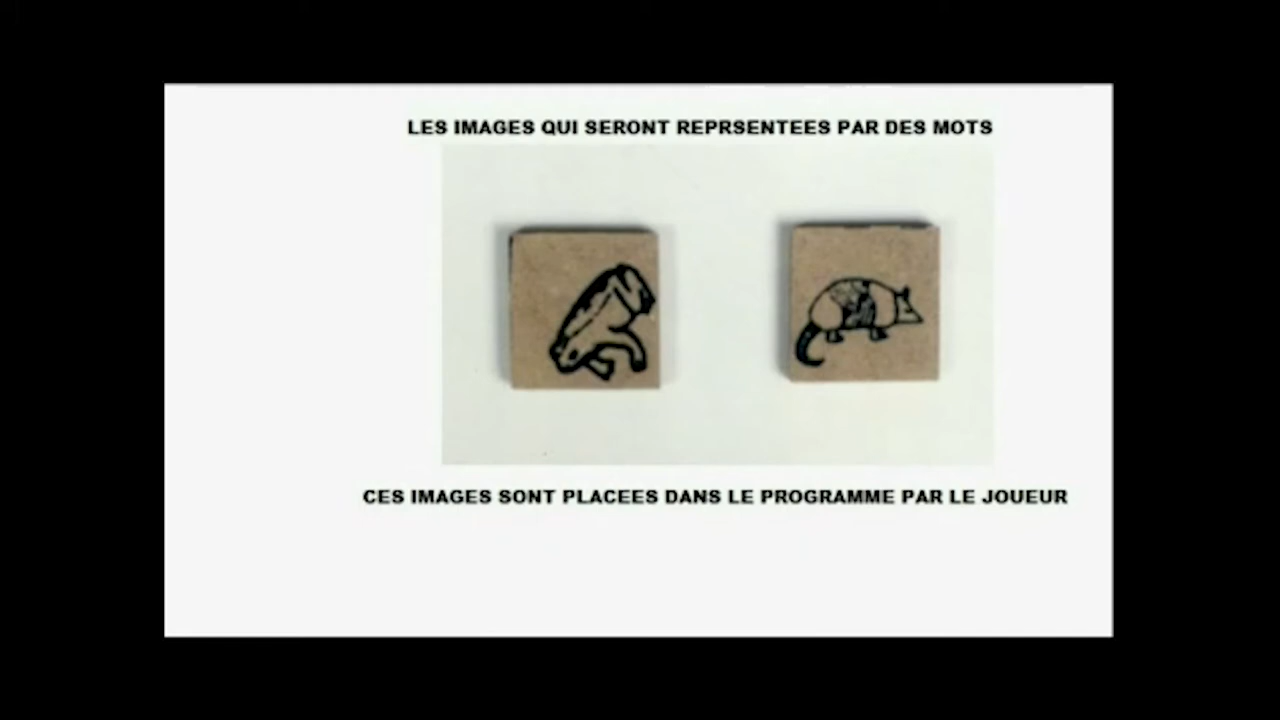 LES IMAGES QUI SERONT REPRSENTEES PAR DES MOTS
CES IMAGES SONT PLACEES DANS LE PROGRAMME PAR LE JOUEUR